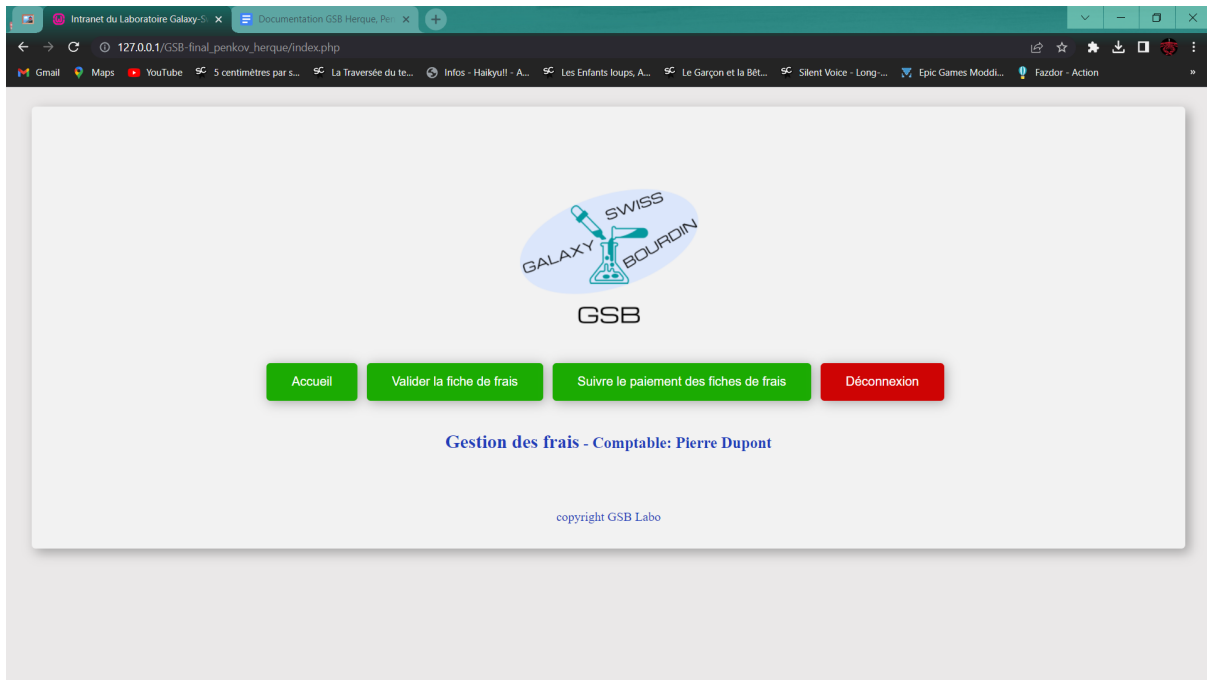 Intranet du Laboratoire Galaxy-S
Documentation GSB Herque, Per
127.0.0.1/GSB-final_penkov_herque/index.php
Gmail Maps YouTube 5 centimètres par s... La Traversée du te... Infos - Haikyu!! - A... Les Enfants loups, A... Le Garçon et la Bêt... Silent Voice - Long-... Epic Games Moddi... Fazdor - Action »
GALAXY SWISS BOURDIN
GSB
Accueil Valider la fiche de frais Suivre le paiement des fiches de frais Déconnexion
Gestion des frais - Comptable: Pierre Dupont
copyright GSB Labo